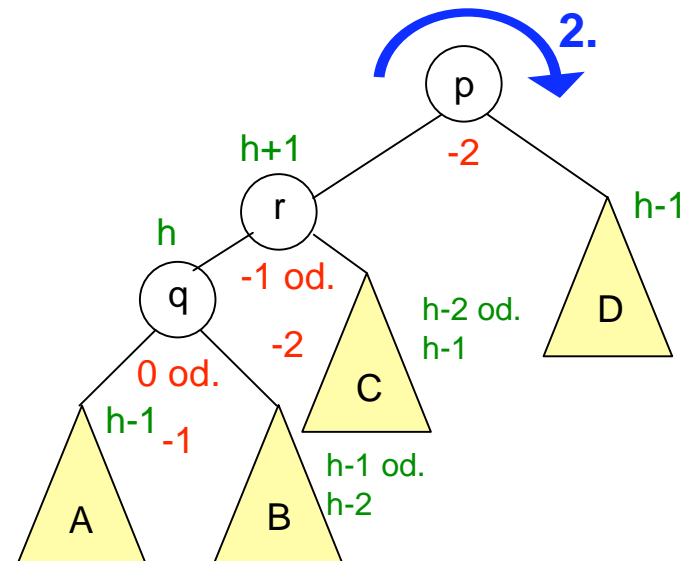 2.
p
h+1
-2
r
h-1
h
-1 od.
-2
q
h-2 od.
h-1
D
0 od.
-1
C
h-1
h-1 od.
h-2
A
B